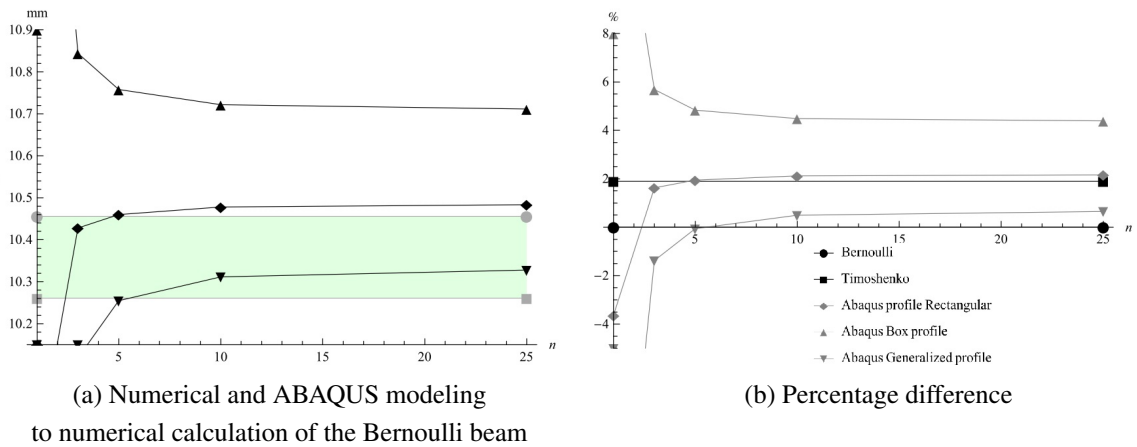 mm
10.9
10.8
10.7
10.6
10.5
10.4
10.3
10.2
5
10
15
20
25
n
(a) Numerical and ABAQUS modeling
to numerical calculation of the Bernoulli beam
%
8
6
4
2
−2
−4
5
10
15
20
25
n
Bernoulli
Timoshenko
Abaqus profile Rectangular
Abaqus Box profile
Abaqus Generalized profile
(b) Percentage difference